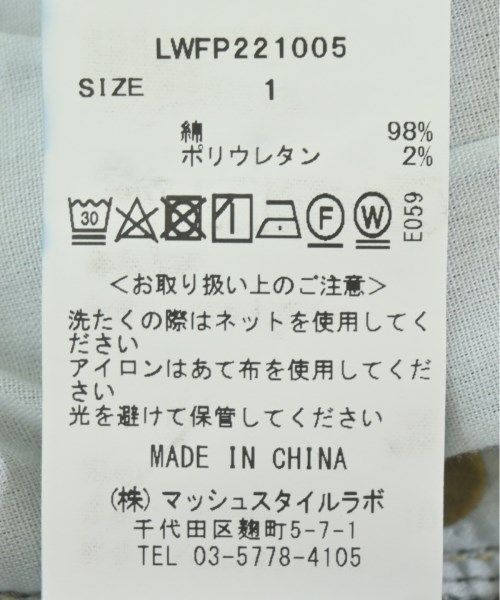 LWFP221005
SIZE 1
綿 98%
ポリウレタン 2%
30 F W E059
<お取り扱い上のご注意>
洗たくの際はネットを使用してく
ださい
アイロンはあて布を使用してくだ
さい
光を避けて保管してください
MADE IN CHINA
(株)マッシュスタイルラボ
千代田区麹町5-7-1
TEL 03-5778-4105